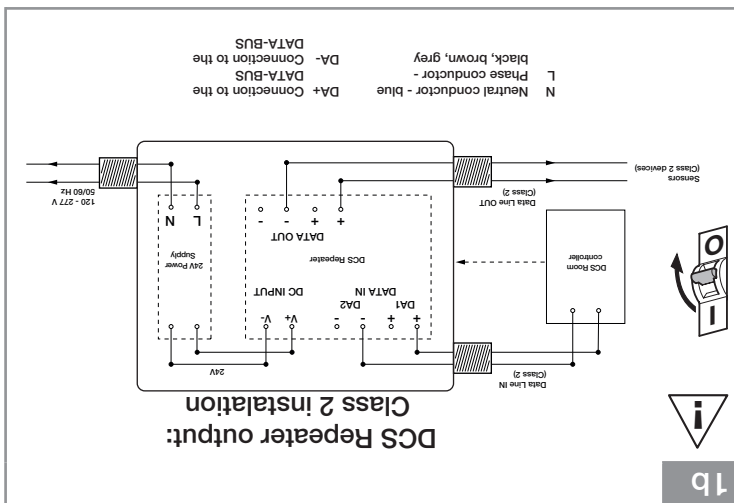 1b
i
DCS Repeater output:
Class 2 instalation
Data Line IN
(Class 2)
24V
I
O
DCS Room
controller
+ + - -
DA1 DA2
DATA IN
V+ V-
DC INPUT
DCS Repeater
24V Power
Supply
DATA OUT
+ + - -
L N
Data Line OUT
(Class 2)
Sensors
(Class 2 devices)
120 - 277 V
50/60 Hz
N Neutral conductor - blue
L Phase conductor -
black, brown, grey
DA+ Connection to the
DATA-BUS
DA- Connection to the
DATA-BUS